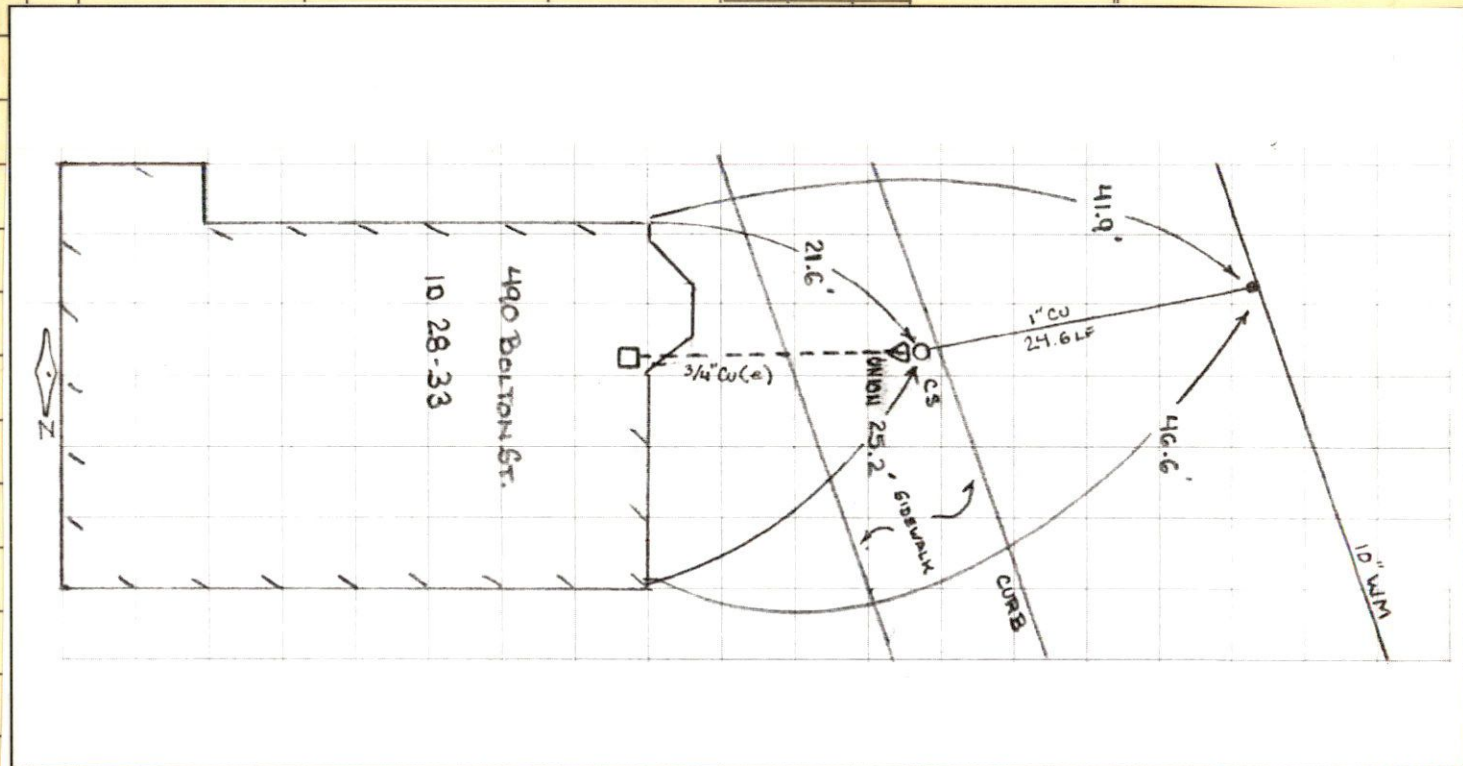 490 BOLTON ST.
ID 28-33
N
3/4" CU(e)
UNION
CS
21.6'
25.2'
41.9'
46.6'
1" CU
24.6 LF
SIDEWALK
CURB
10" WM